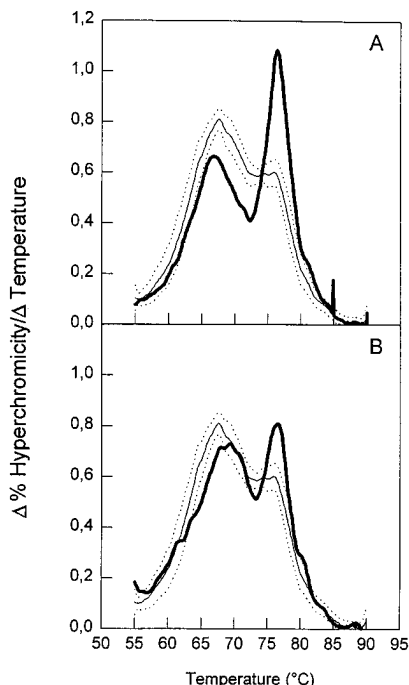 A
1,2
1,0
0,8
0,6
0,4
0,2
0,0
B
1,0
0,8
0,6
0,4
0,2
0,0
50 55 60 65 70 75 80 85 90 95
Temperature (°C)
Δ % Hyperchromicity/Δ Temperature